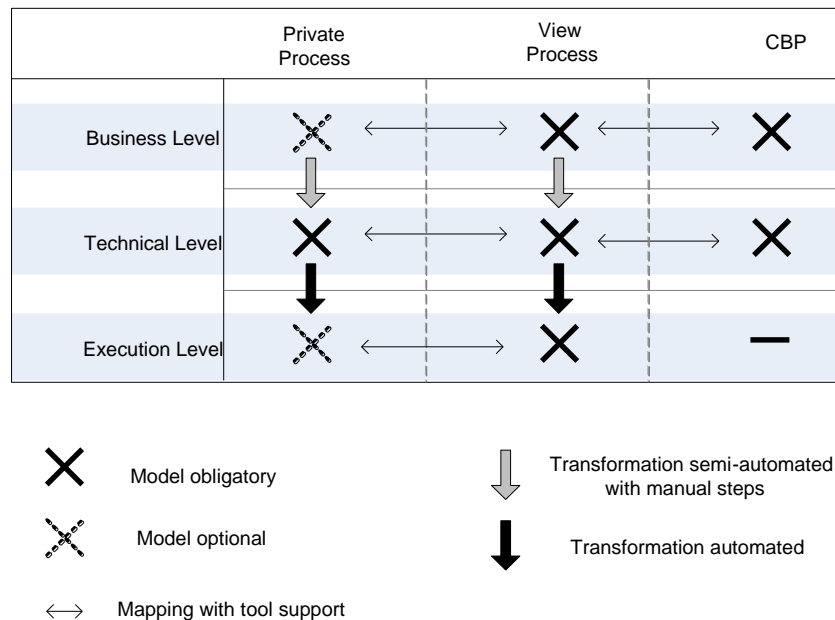 Private
Process
View
Process
CBP
Business Level
Technical Level
Execution Level
Model obligatory
Model optional
Mapping with tool support
Transformation semi-automated
with manual steps
Transformation automated